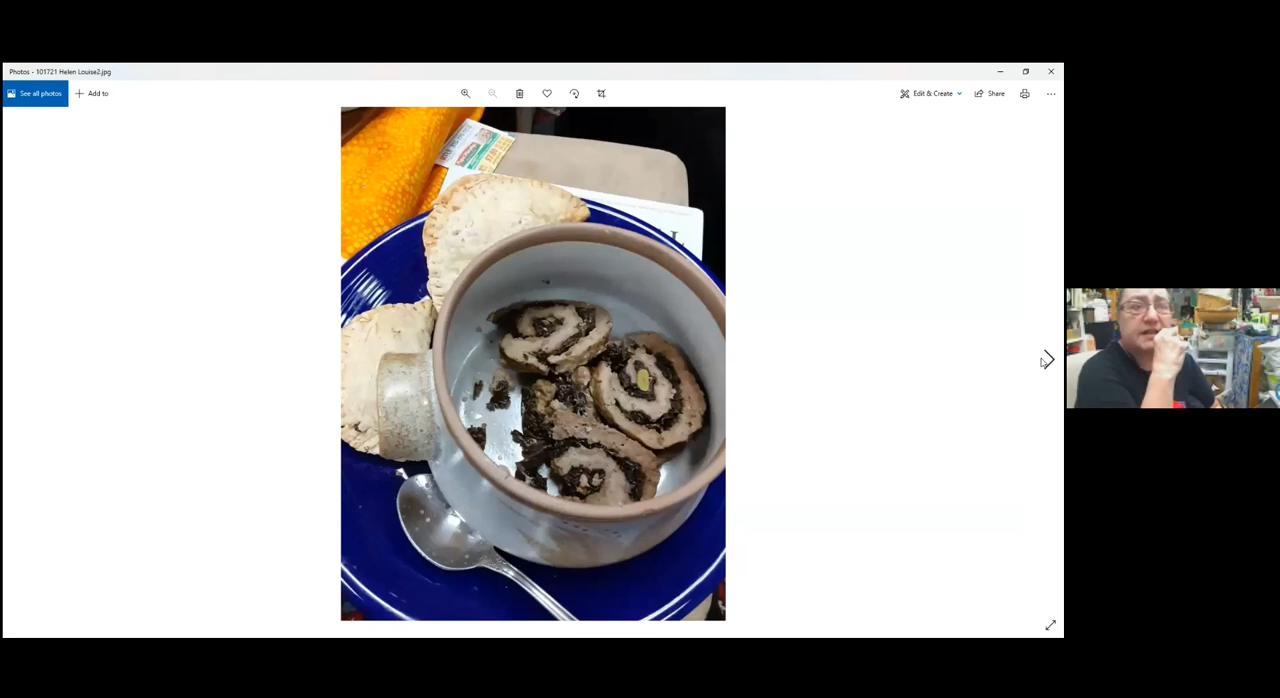 Photos - 101721 Helen Louise2.jpg
See all photos
Add to
Edit & Create
Share